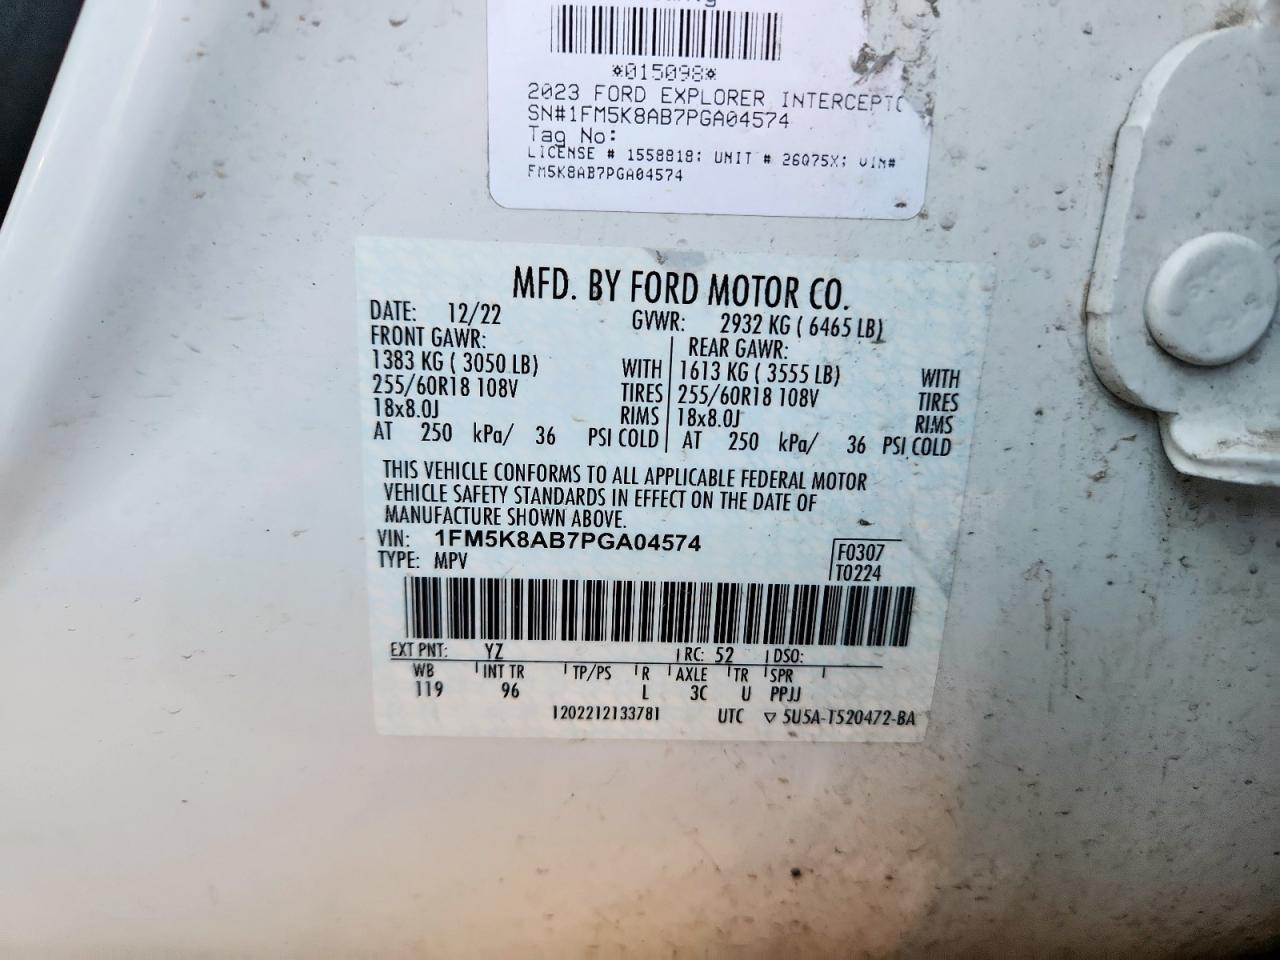 *015098*
2023 FORD EXPLORER INTERCEPTO
SN#1FM5K8AB7PGA04574
Tag No:
LICENSE # 1558818; UNIT # 26Q75X; VIN#
FM5K8AB7PGA04574
MFD. BY FORD MOTOR CO.
DATE: 12/22 GVWR: 2932 KG ( 6465 LB)
FRONT GAWR: REAR GAWR:
1383 KG ( 3050 LB) WITH 1613 KG ( 3555 LB) WITH
255/60R18 108V TIRES 255/60R18 108V TIRES
18x8.0J RIMS 18x8.0J RIMS
AT 250 kPa/ 36 PSI COLD AT 250 kPa/ 36 PSI COLD
THIS VEHICLE CONFORMS TO ALL APPLICABLE FEDERAL MOTOR
VEHICLE SAFETY STANDARDS IN EFFECT ON THE DATE OF
MANUFACTURE SHOWN ABOVE.
VIN: 1FM5K8AB7PGA04574 F0307
TYPE: MPV T0224
EXT PNT: YZ RC: 52 DSO:
WB INT TR TP/PS R AXLE TR SPR
119 96 L 3C U PPJJ
1202212133781 UTC ▽ 5U5A-1520472-BA